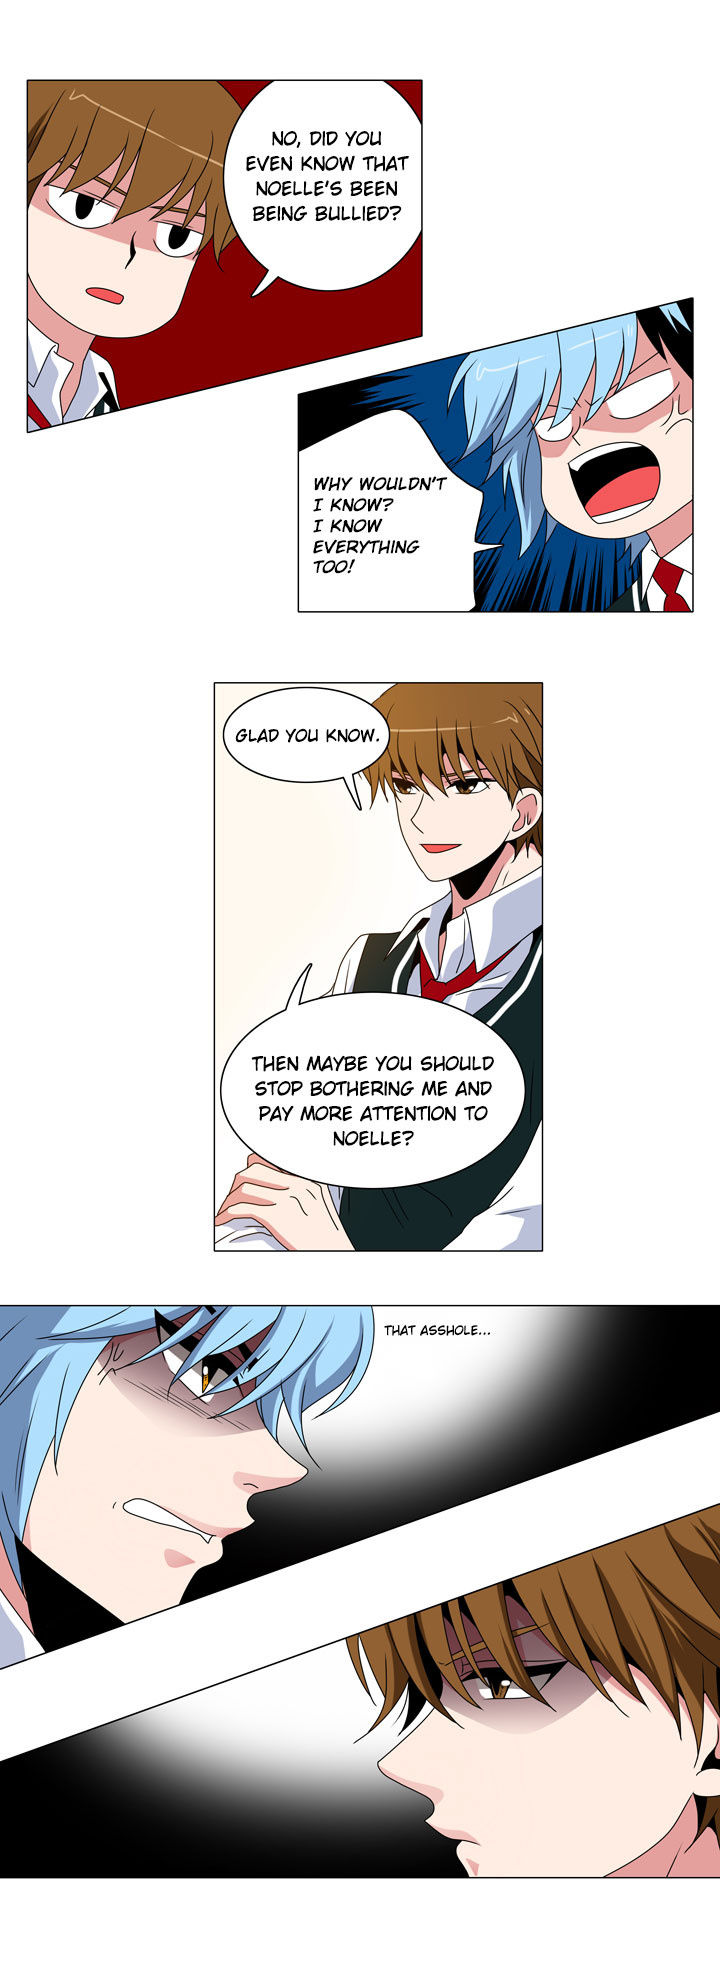 NO, DID YOU
EVEN KNOW THAT
NOELLE'S BEEN
BEING BULLIED?
WHY WOULDN'T
I KNOW?
I KNOW
EVERYTHING
TOO!
GLAD YOU KNOW.
THEN MAYBE YOU SHOULD
STOP BOTHERING ME AND
PAY MORE ATTENTION TO
NOELLE?
THAT ASSHOLE...